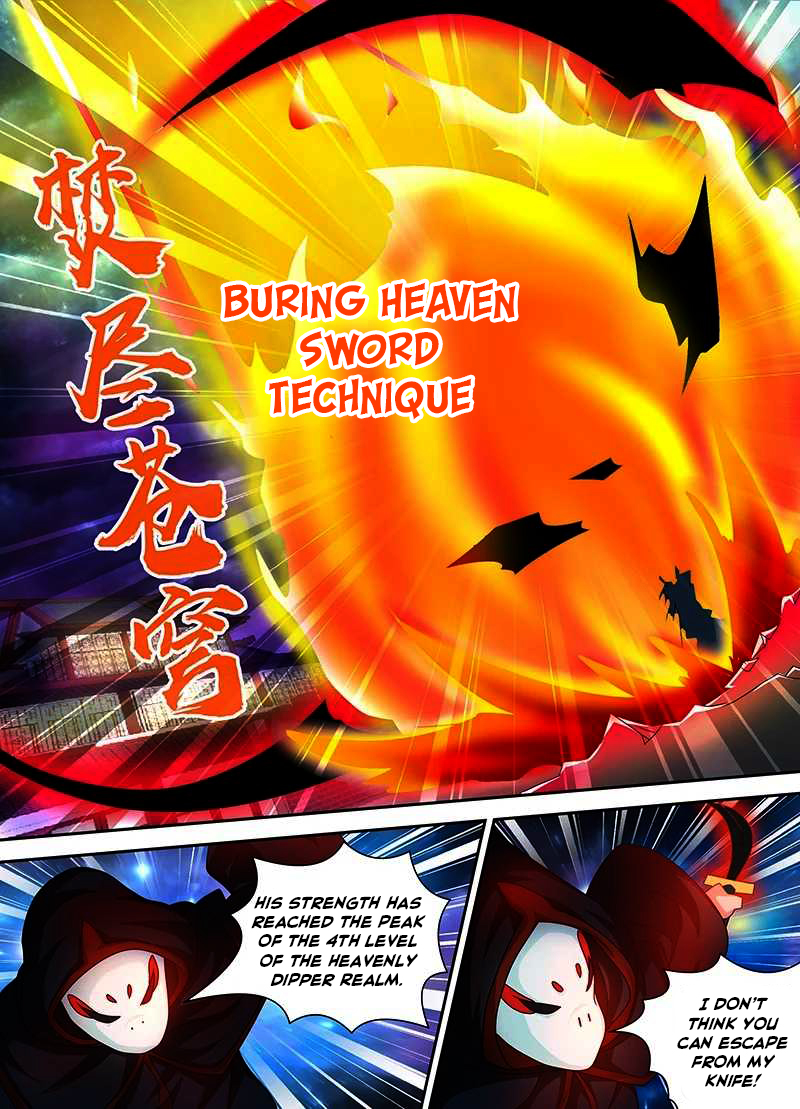 焚尽苍穹
BURING HEAVEN
SWORD
TECHNIQUE
HIS STRENGTH HAS
REACHED THE PEAK
OF THE 4TH LEVEL
OF THE HEAVENLY
DIPPER REALM.
I DON'T
THINK YOU
CAN ESCAPE
FROM MY
KNIFE!